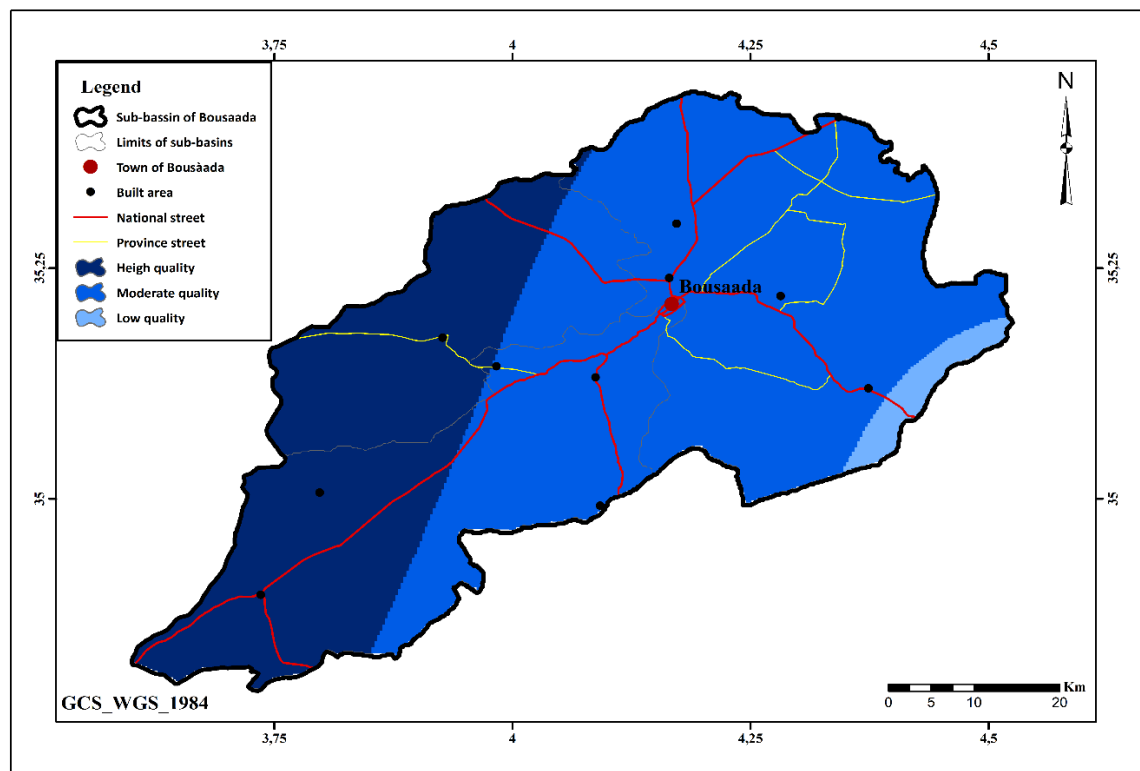 3,75 4 4,25 4,5
N
Legend
Sub-bassin of Bousaada
Limits of sub-basins
Town of Bousàada
Built area
National street
Province street
Heigh quality
Moderate quality
Low quality
35,25 35,25
Bousaada
35 35
GCS_WGS_1984
Km
0 5 10 20
3,75 4 4,25 4,5